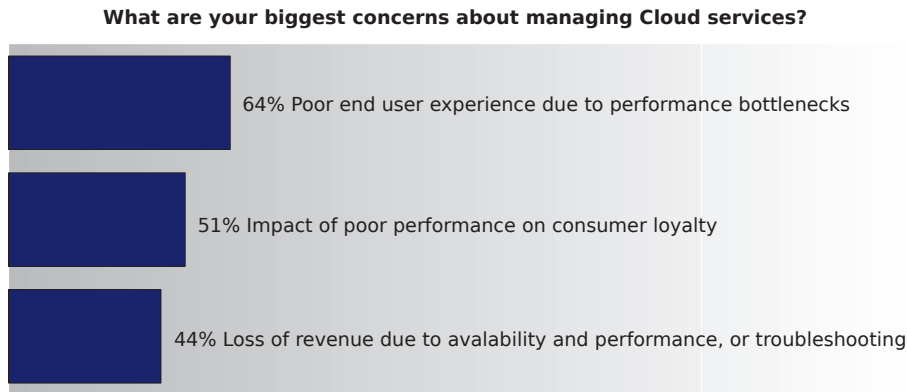 What are your biggest concerns about managing Cloud services?
64% Poor end user experience due to performance bottlenecks
51% Impact of poor performance on consumer loyalty
44% Loss of revenue due to avalability and performance, or troubleshooting